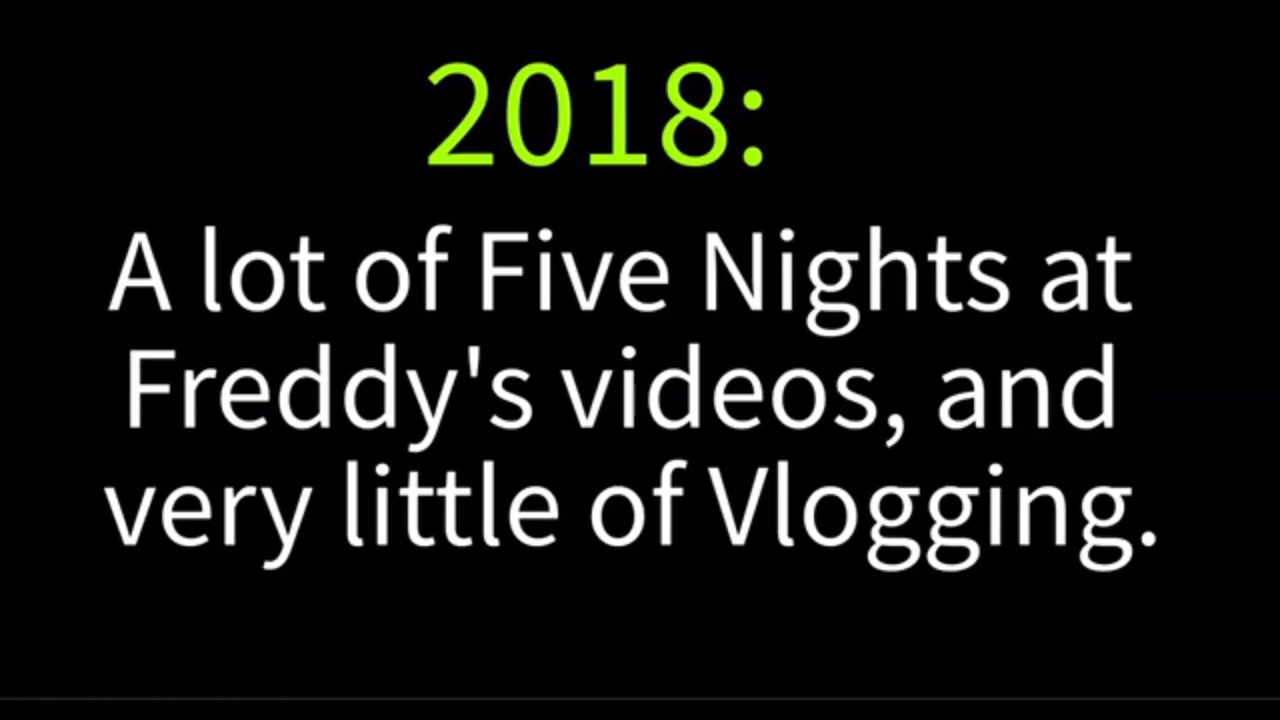 2018:
A lot of Five Nights at
Freddy's videos, and
very little of Vlogging.